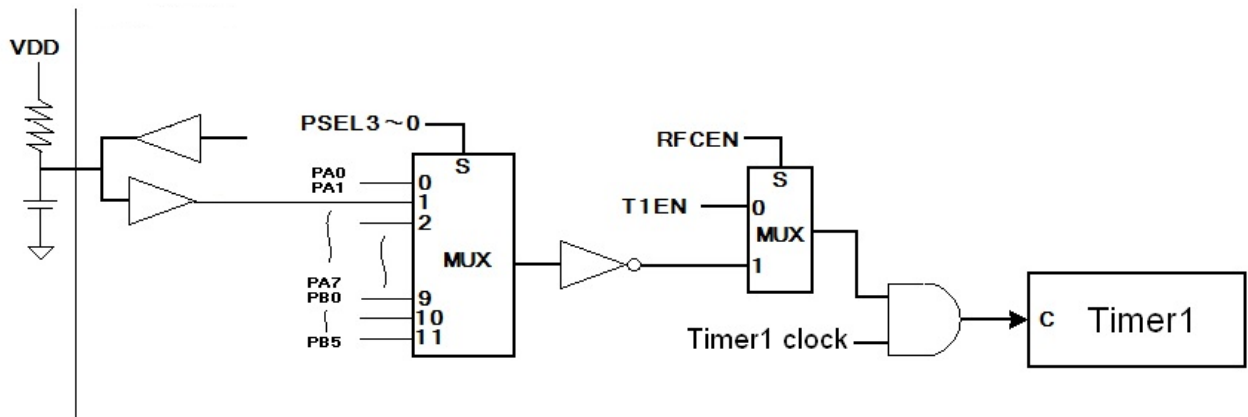 VDD
PSEL3~0
S
PA0
PA1
PA7
PB0
PB5
0
1
2
9
10
11
MUX
RFCEN
S
T1EN
0
MUX
1
Timer1 clock
C
Timer1